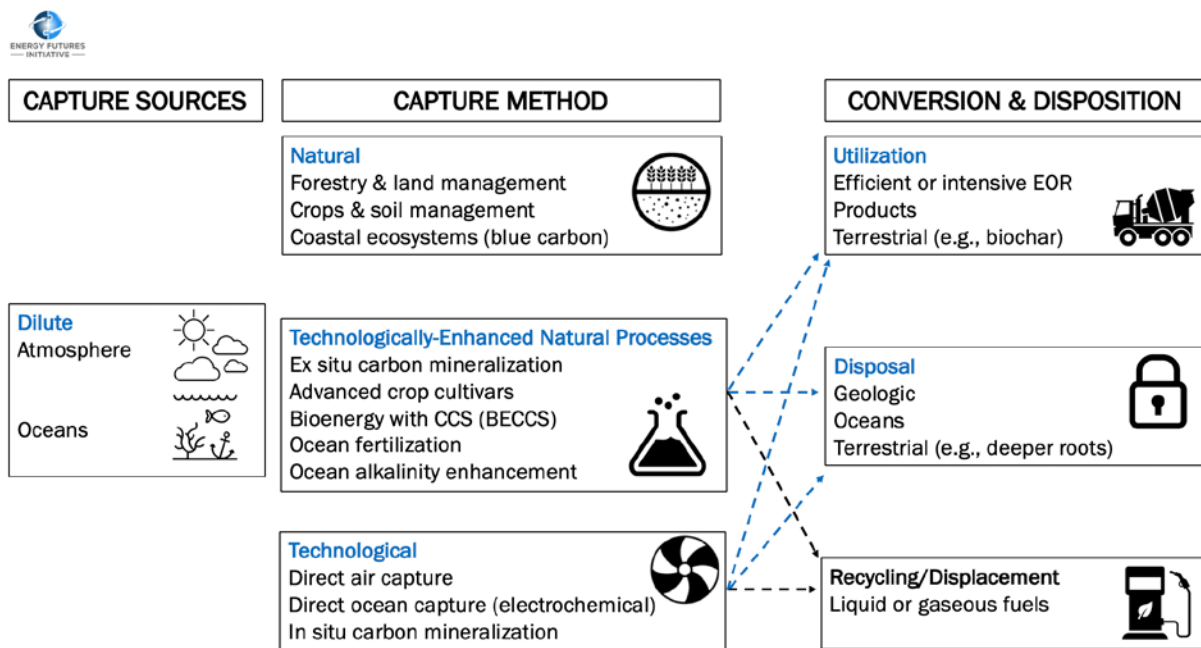 ENERGY FUTURES
INITIATIVE
CAPTURE SOURCES
CAPTURE METHOD
CONVERSION & DISPOSITION
Natural
Forestry & land management
Crops & soil management
Coastal ecosystems (blue carbon)
Utilization
Efficient or intensive EOR
Products
Terrestrial (e.g., biochar)
Dilute
Atmosphere
Oceans
Technologically-Enhanced Natural Processes
Ex situ carbon mineralization
Advanced crop cultivars
Bioenergy with CCS (BECCS)
Ocean fertilization
Ocean alkalinity enhancement
Disposal
Geologic
Oceans
Terrestrial (e.g., deeper roots)
Technological
Direct air capture
Direct ocean capture (electrochemical)
In situ carbon mineralization
Recycling/Displacement
Liquid or gaseous fuels